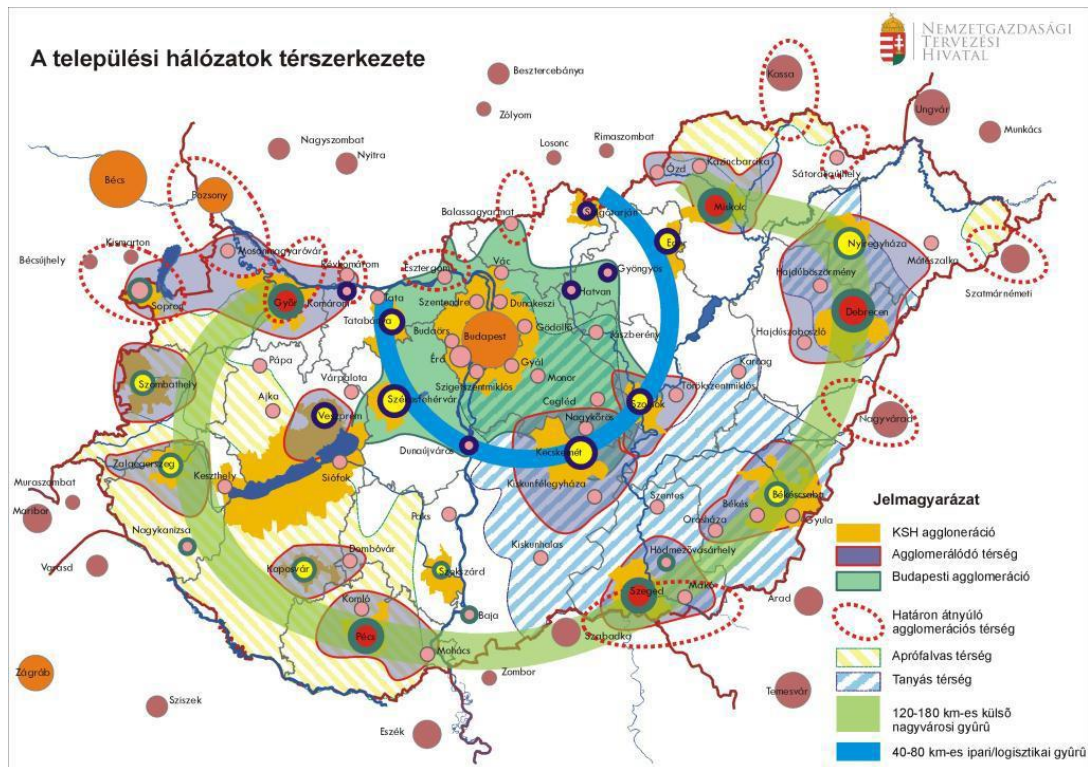 A települési hálózatok térszerkezete
NEMZETGAZDASÁGI
TERVEZÉSI
HIVATAL
Besztercebánya
Kassa
Zólyom
Ungvár
Munkács
Nagyszombat
Nyitra
Losonc
Rimaszombat
Bécs
Pozsony
Ózd
Kazincbarcika
Sátoraljaújhely
Miskolc
Balassagyarmat
Salgótarján
Kismarton
Bécsújhely
Mosonmagyaróvár
Révkomárom
Esztergom
Vác
Eger
Gyöngyös
Nyíregyháza
Mátészalka
Szatmárnémeti
Sopron
Győr
Komárom
Tata
Szentendre
Dunakeszi
Hatvan
Hajdúböszörmény
Tatabánya
Budaörs
Budapest
Gödöllő
Jászberény
Debrecen
Hajdúszoboszló
Érd
Gyál
Pápa
Várpalota
Szigetszentmiklós
Monor
Karcag
Szombathely
Ajka
Székesfehérvár
Cegléd
Törökszentmiklós
Veszprém
Szolnok
Nagykőrös
Nagyvárad
Dunaújváros
Kecskemét
Zalaegerszeg
Keszthely
Siófok
Kiskunfélegyháza
Szentes
Békéscsaba
Békés
Gyula
Orosháza
Muraszombat
Maribor
Nagykanizsa
Paks
Kiskunhalas
Dombóvár
Hódmezővásárhely
Kaposvár
Szekszárd
Varasd
Szeged
Makó
Komló
Baja
Arad
Pécs
Szabadka
Mohács
Zombor
Zágráb
Temesvár
Sziszek
Eszék
Jelmagyarázat
KSH agglomeráció
Agglomerálódó térség
Budapesti agglomeráció
Határon átnyúló
agglomerációs térség
Aprófalvas térség
Tanyás térség
120-180 km-es külső
nagyvárosi gyűrű
40-80 km-es ipari/logisztikai gyűrű